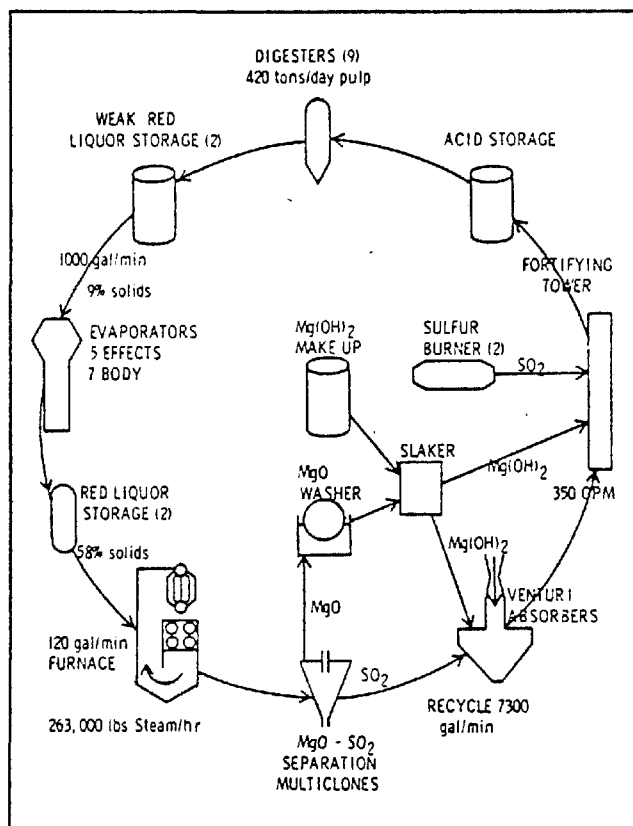 DIGESTERS (9)
420 tons/day pulp
WEAK RED
LIQUOR STORAGE (2)
ACID STORAGE
1000 gal/min
9% solids
FORTIFYING
TOWER
EVAPORATORS
5 EFFECTS
7 BODY
Mg(OH)2
MAKE UP
SULFUR
BURNER (2)
SO2
SLAKER
Mg(OH)2
MgO
WASHER
350 GPM
RED LIQUOR
STORAGE (2)
58% solids
Mg(OH)2
VENTURI
ABSORBERS
MgO
120 gal/min
FURNACE
SO2
263,000 lbs Steam/hr
RECYCLE 7300
gal/min
MgO - SO2
SEPARATION
MULTICLONES